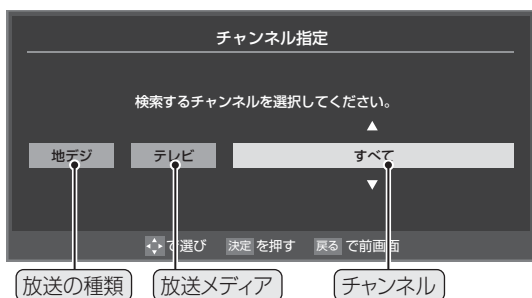 チャンネル指定
検索するチャンネルを選択してください。
▲
地デジ テレビ すべて
▼
で選び 決定 を押す 戻る で前画面
放送の種類 放送メディア チャンネル